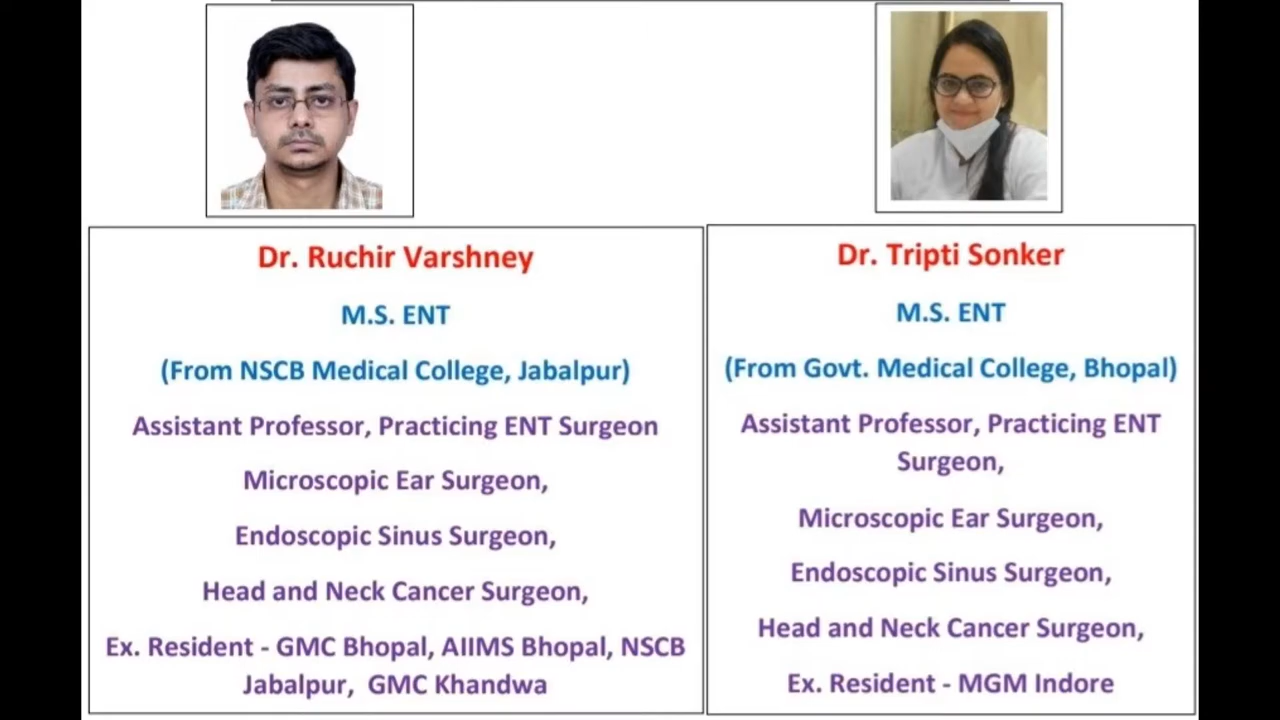 Dr. Ruchir Varshney
M.S. ENT
(From NSCB Medical College, Jabalpur)
Assistant Professor, Practicing ENT Surgeon
Microscopic Ear Surgeon,
Endoscopic Sinus Surgeon,
Head and Neck Cancer Surgeon,
Ex. Resident - GMC Bhopal, AIIMS Bhopal, NSCB
Jabalpur, GMC Khandwa
Dr. Tripti Sonker
M.S. ENT
(From Govt. Medical College, Bhopal)
Assistant Professor, Practicing ENT
Surgeon,
Microscopic Ear Surgeon,
Endoscopic Sinus Surgeon,
Head and Neck Cancer Surgeon,
Ex. Resident - MGM Indore